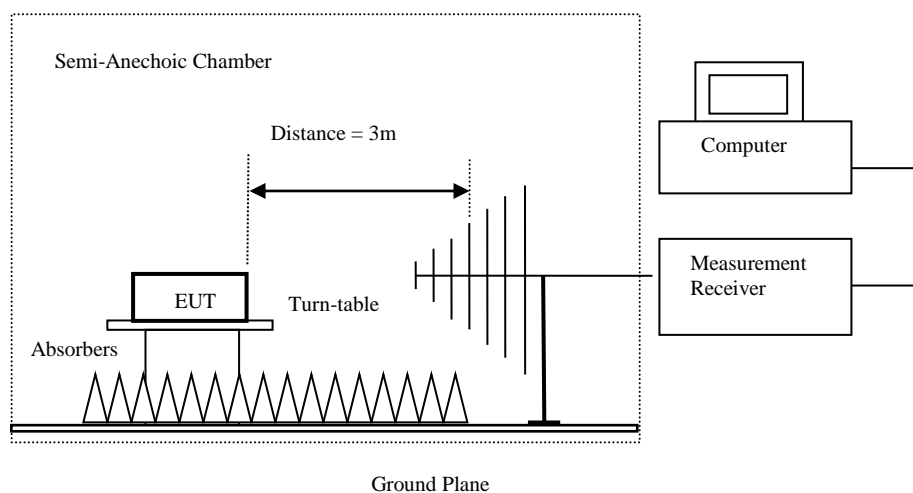 Semi-Anechoic Chamber
Distance = 3m
Computer
Measurement
Receiver
EUT
Turn-table
Absorbers
Ground Plane